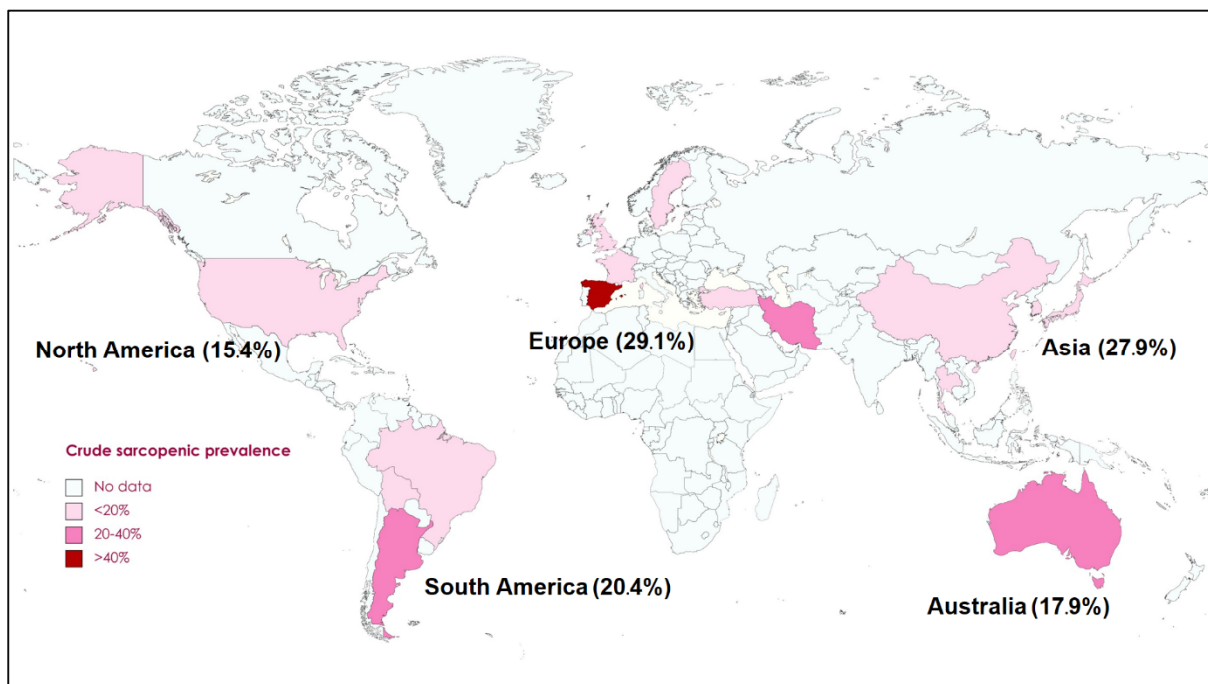 North America (15.4%)
Europe (29.1%)
Asia (27.9%)
Crude sarcopenic prevalence
No data
<20%
20-40%
>40%
South America (20.4%)
Australia (17.9%)